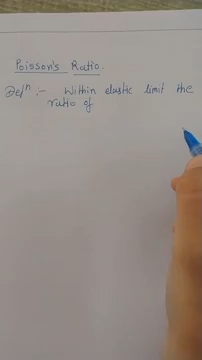 Poisson's Ratio.
Defⁿ :- Within elastic limit the
ratio of